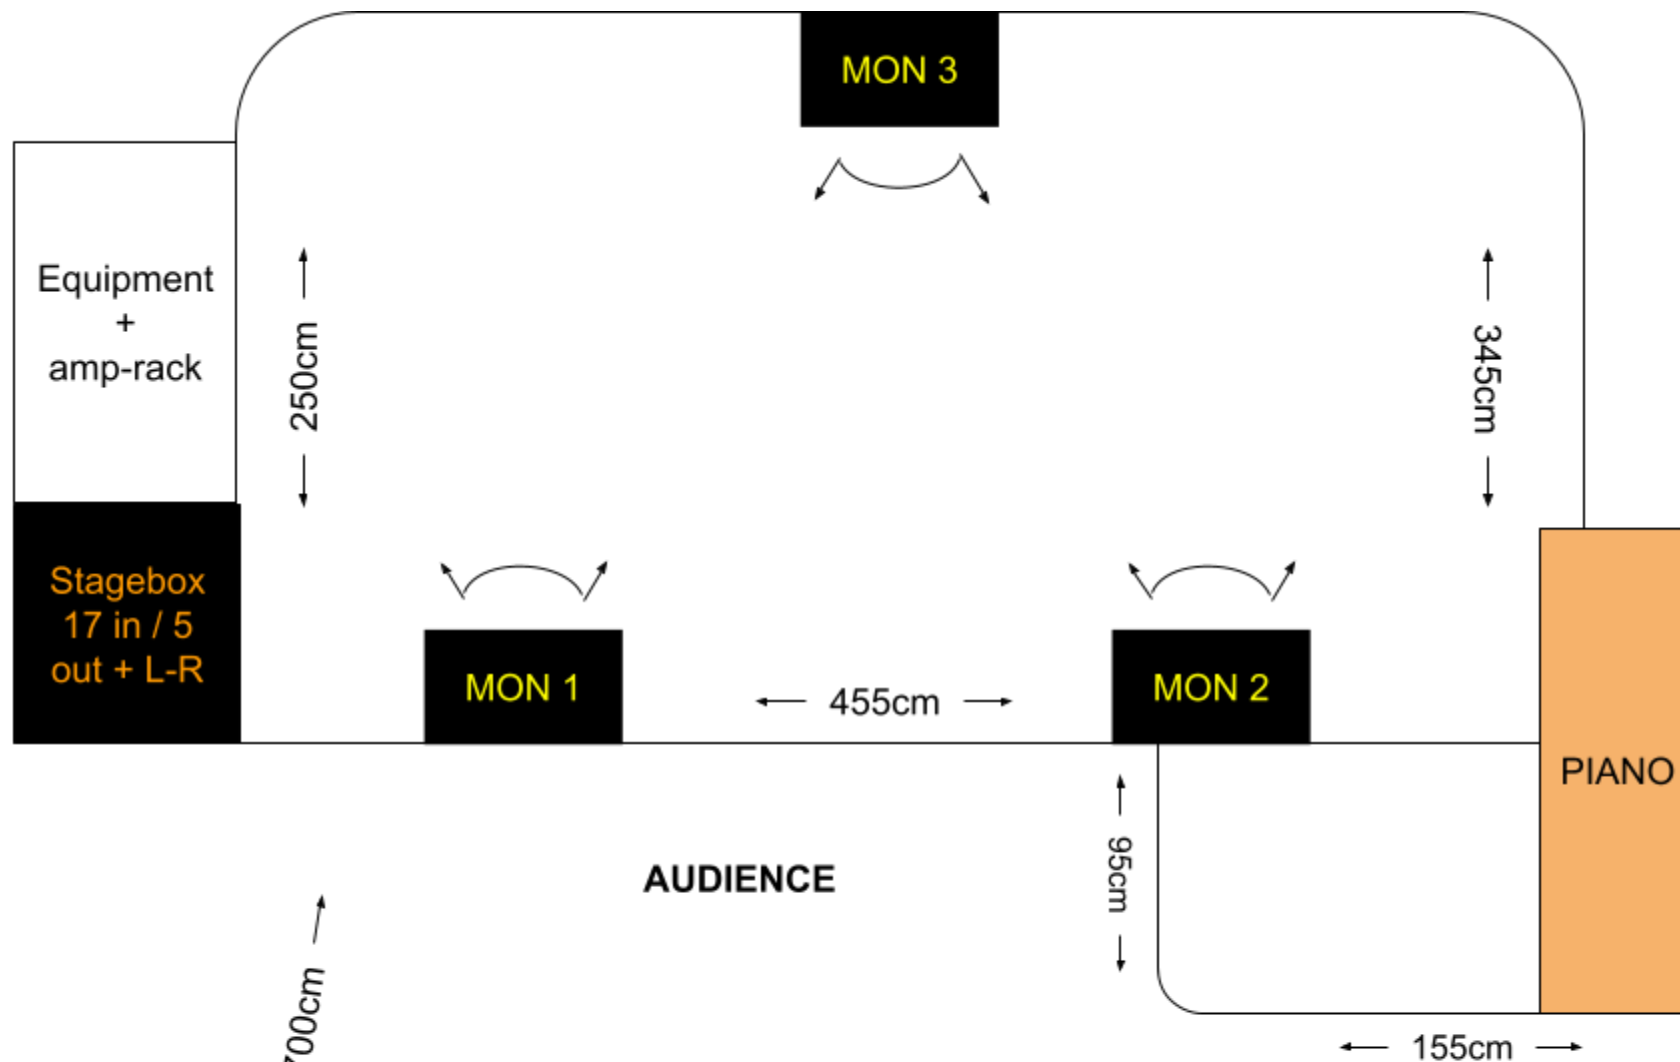 MON 3
Equipment
+
amp-rack
250cm
345cm
Stagebox
17 in / 5
out + L-R
MON 1
455cm
MON 2
PIANO
95cm
AUDIENCE
700cm
155cm